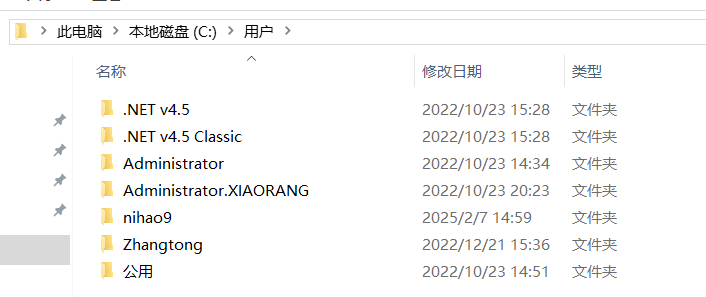 此电脑 > 本地磁盘 (C:) > 用户 >
名称 修改日期 类型
.NET v4.5 2022/10/23 15:28 文件夹
.NET v4.5 Classic 2022/10/23 15:28 文件夹
Administrator 2022/10/23 14:34 文件夹
Administrator.XIAORANG 2022/10/23 20:23 文件夹
nihao9 2025/2/7 14:59 文件夹
Zhangtong 2022/12/21 15:36 文件夹
公用 2022/10/23 14:51 文件夹